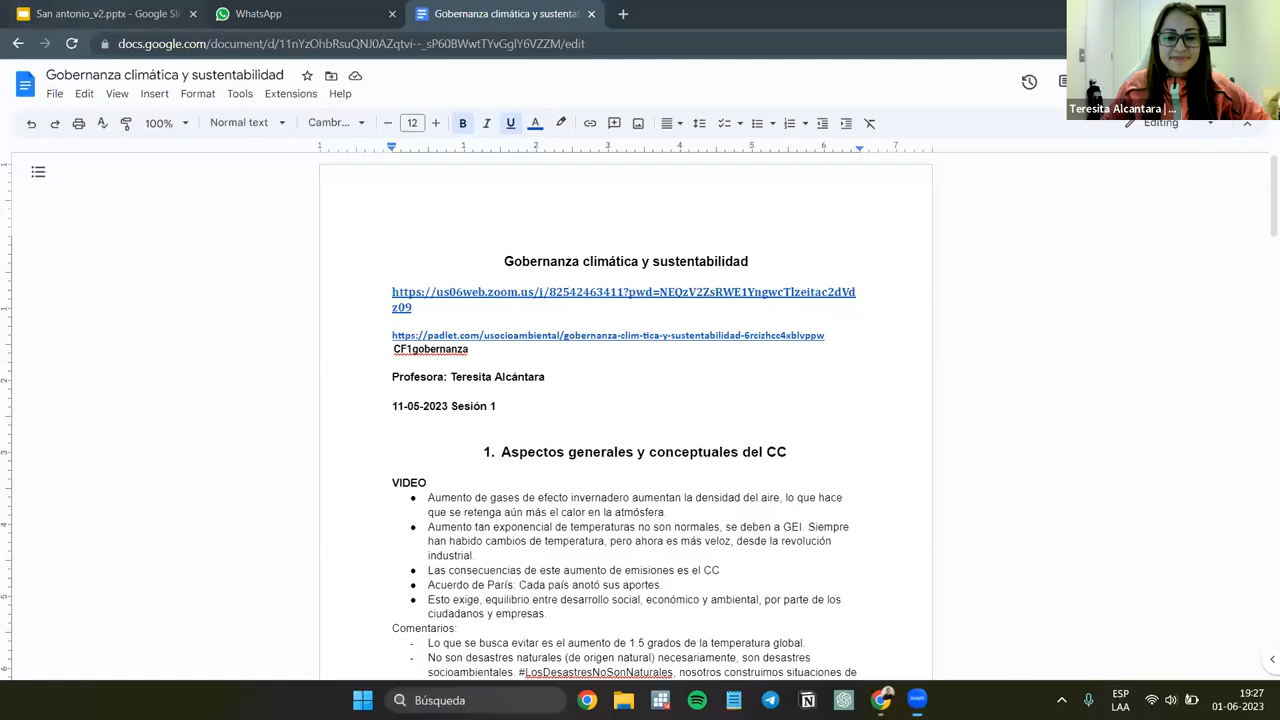 San antonio_v2.pptx - Google Sli
WhatsApp
Gobernanza climática y sustental
docs.google.com/document/d/11nYzOhbRsuQNJ0AZqtvi--_sP60BWwtTYvGglY6VZZM/edit
Gobernanza climática y sustentabilidad
File Edit View Insert Format Tools Extensions Help
100% Normal text Cambr... 12 B I U A Editing
Teresita Alcantara | ...
1 1 2 3 4 5 6 7
Gobernanza climática y sustentabilidad
https://us06web.zoom.us/j/82542463411?pwd=NEQzV2ZsRWE1YngwcTlzeitac2dVd
z09
https://padlet.com/usocioambiental/gobernanza-clim-tica-y-sustentabilidad-6rcizhcc4xblvppw
CF1gobernanza
Profesora: Teresita Alcántara
11-05-2023 Sesión 1
1. Aspectos generales y conceptuales del CC
VIDEO
● Aumento de gases de efecto invernadero aumentan la densidad del aire, lo que hace
que se retenga aún más el calor en la atmósfera.
● Aumento tan exponencial de temperaturas no son normales, se deben a GEI. Siempre
han habido cambios de temperatura, pero ahora es más veloz, desde la revolución
industrial.
● Las consecuencias de este aumento de emisiones es el CC
● Acuerdo de París: Cada país anotó sus aportes.
● Esto exige, equilibrio entre desarrollo social, económico y ambiental, por parte de los
ciudadanos y empresas.
Comentarios:
- Lo que se busca evitar es el aumento de 1.5 grados de la temperatura global.
- No son desastres naturales (de origen natural) necesariamente, son desastres
socioambientales. #LosDesastresNoSonNaturales, nosotros construimos situaciones de
Búsqueda
zoom
ESP
LAA
19:27
01-06-2023